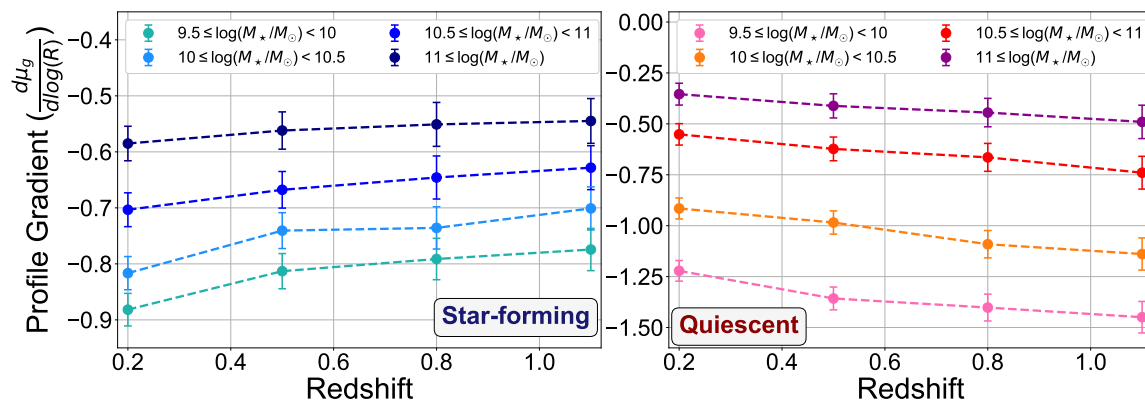 Profile Gradient (dμg/dlog(R))
−0.4
−0.5
−0.6
−0.7
−0.8
−0.9
9.5 ≤ log(M⋆/M⊙) < 10
10 ≤ log(M⋆/M⊙) < 10.5
10.5 ≤ log(M⋆/M⊙) < 11
11 ≤ log(M⋆/M⊙)
Star-forming
0.2 0.4 0.6 0.8 1.0
Redshift
0.00
−0.25
−0.50
−0.75
−1.00
−1.25
−1.50
9.5 ≤ log(M⋆/M⊙) < 10
10 ≤ log(M⋆/M⊙) < 10.5
10.5 ≤ log(M⋆/M⊙) < 11
11 ≤ log(M⋆/M⊙)
Quiescent
0.2 0.4 0.6 0.8 1.0
Redshift